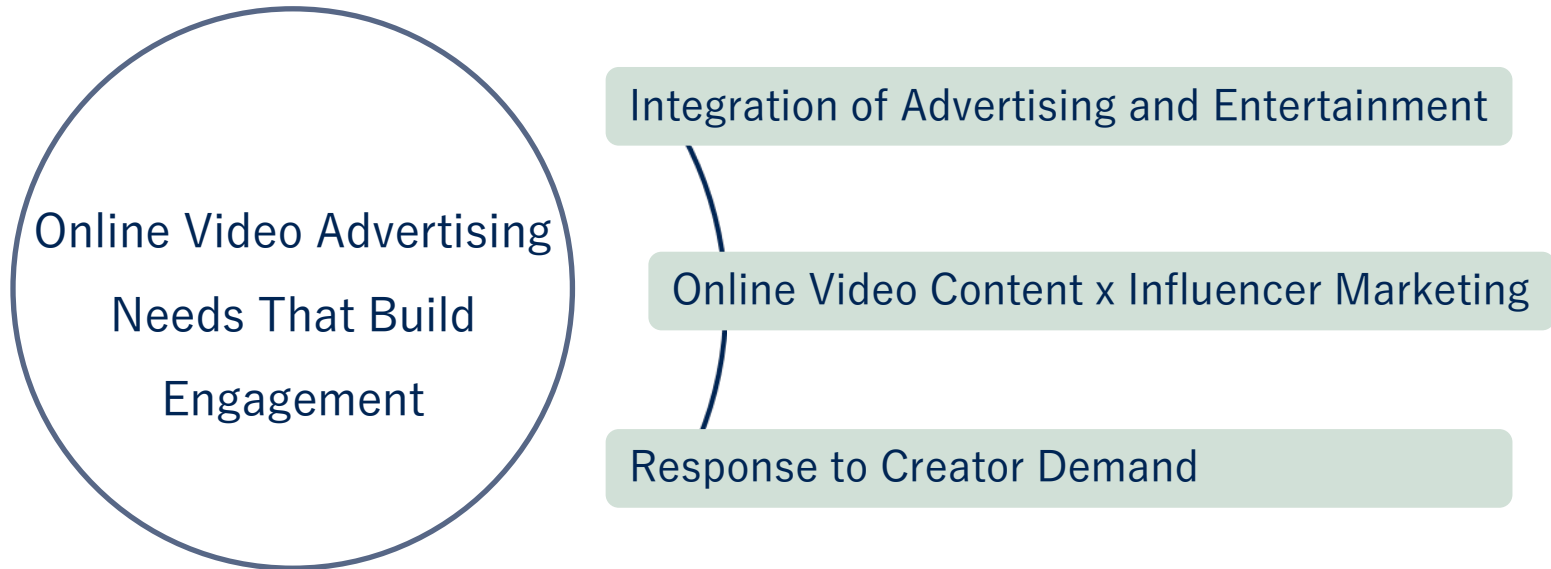 Online Video Advertising
Needs That Build
Engagement
Integration of Advertising and Entertainment
Online Video Content x Influencer Marketing
Response to Creator Demand